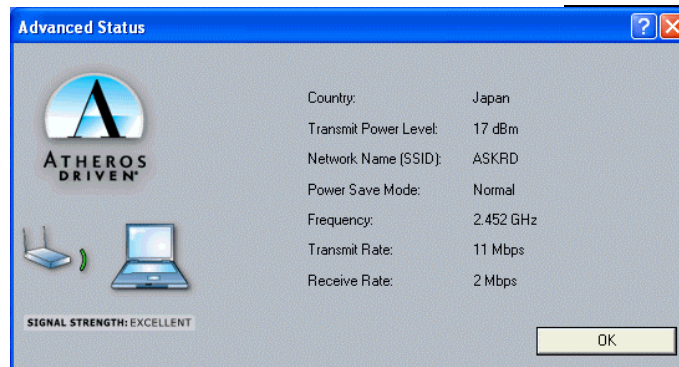 Advanced Status
Country: Japan
Transmit Power Level: 17 dBm
Network Name (SSID): ASKRD
Power Save Mode: Normal
Frequency: 2.452 GHz
Transmit Rate: 11 Mbps
Receive Rate: 2 Mbps
A
ATHEROS
DRIVEN
SIGNAL STRENGTH: EXCELLENT
OK